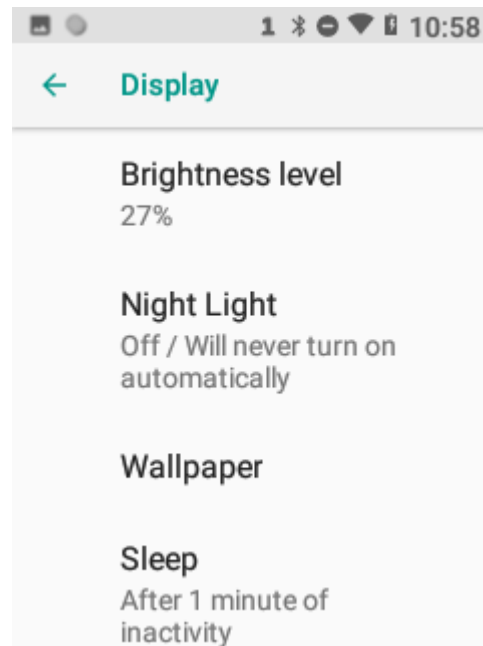 1 10:58
Display
Brightness level
27%
Night Light
Off / Will never turn on
automatically
Wallpaper
Sleep
After 1 minute of
inactivity